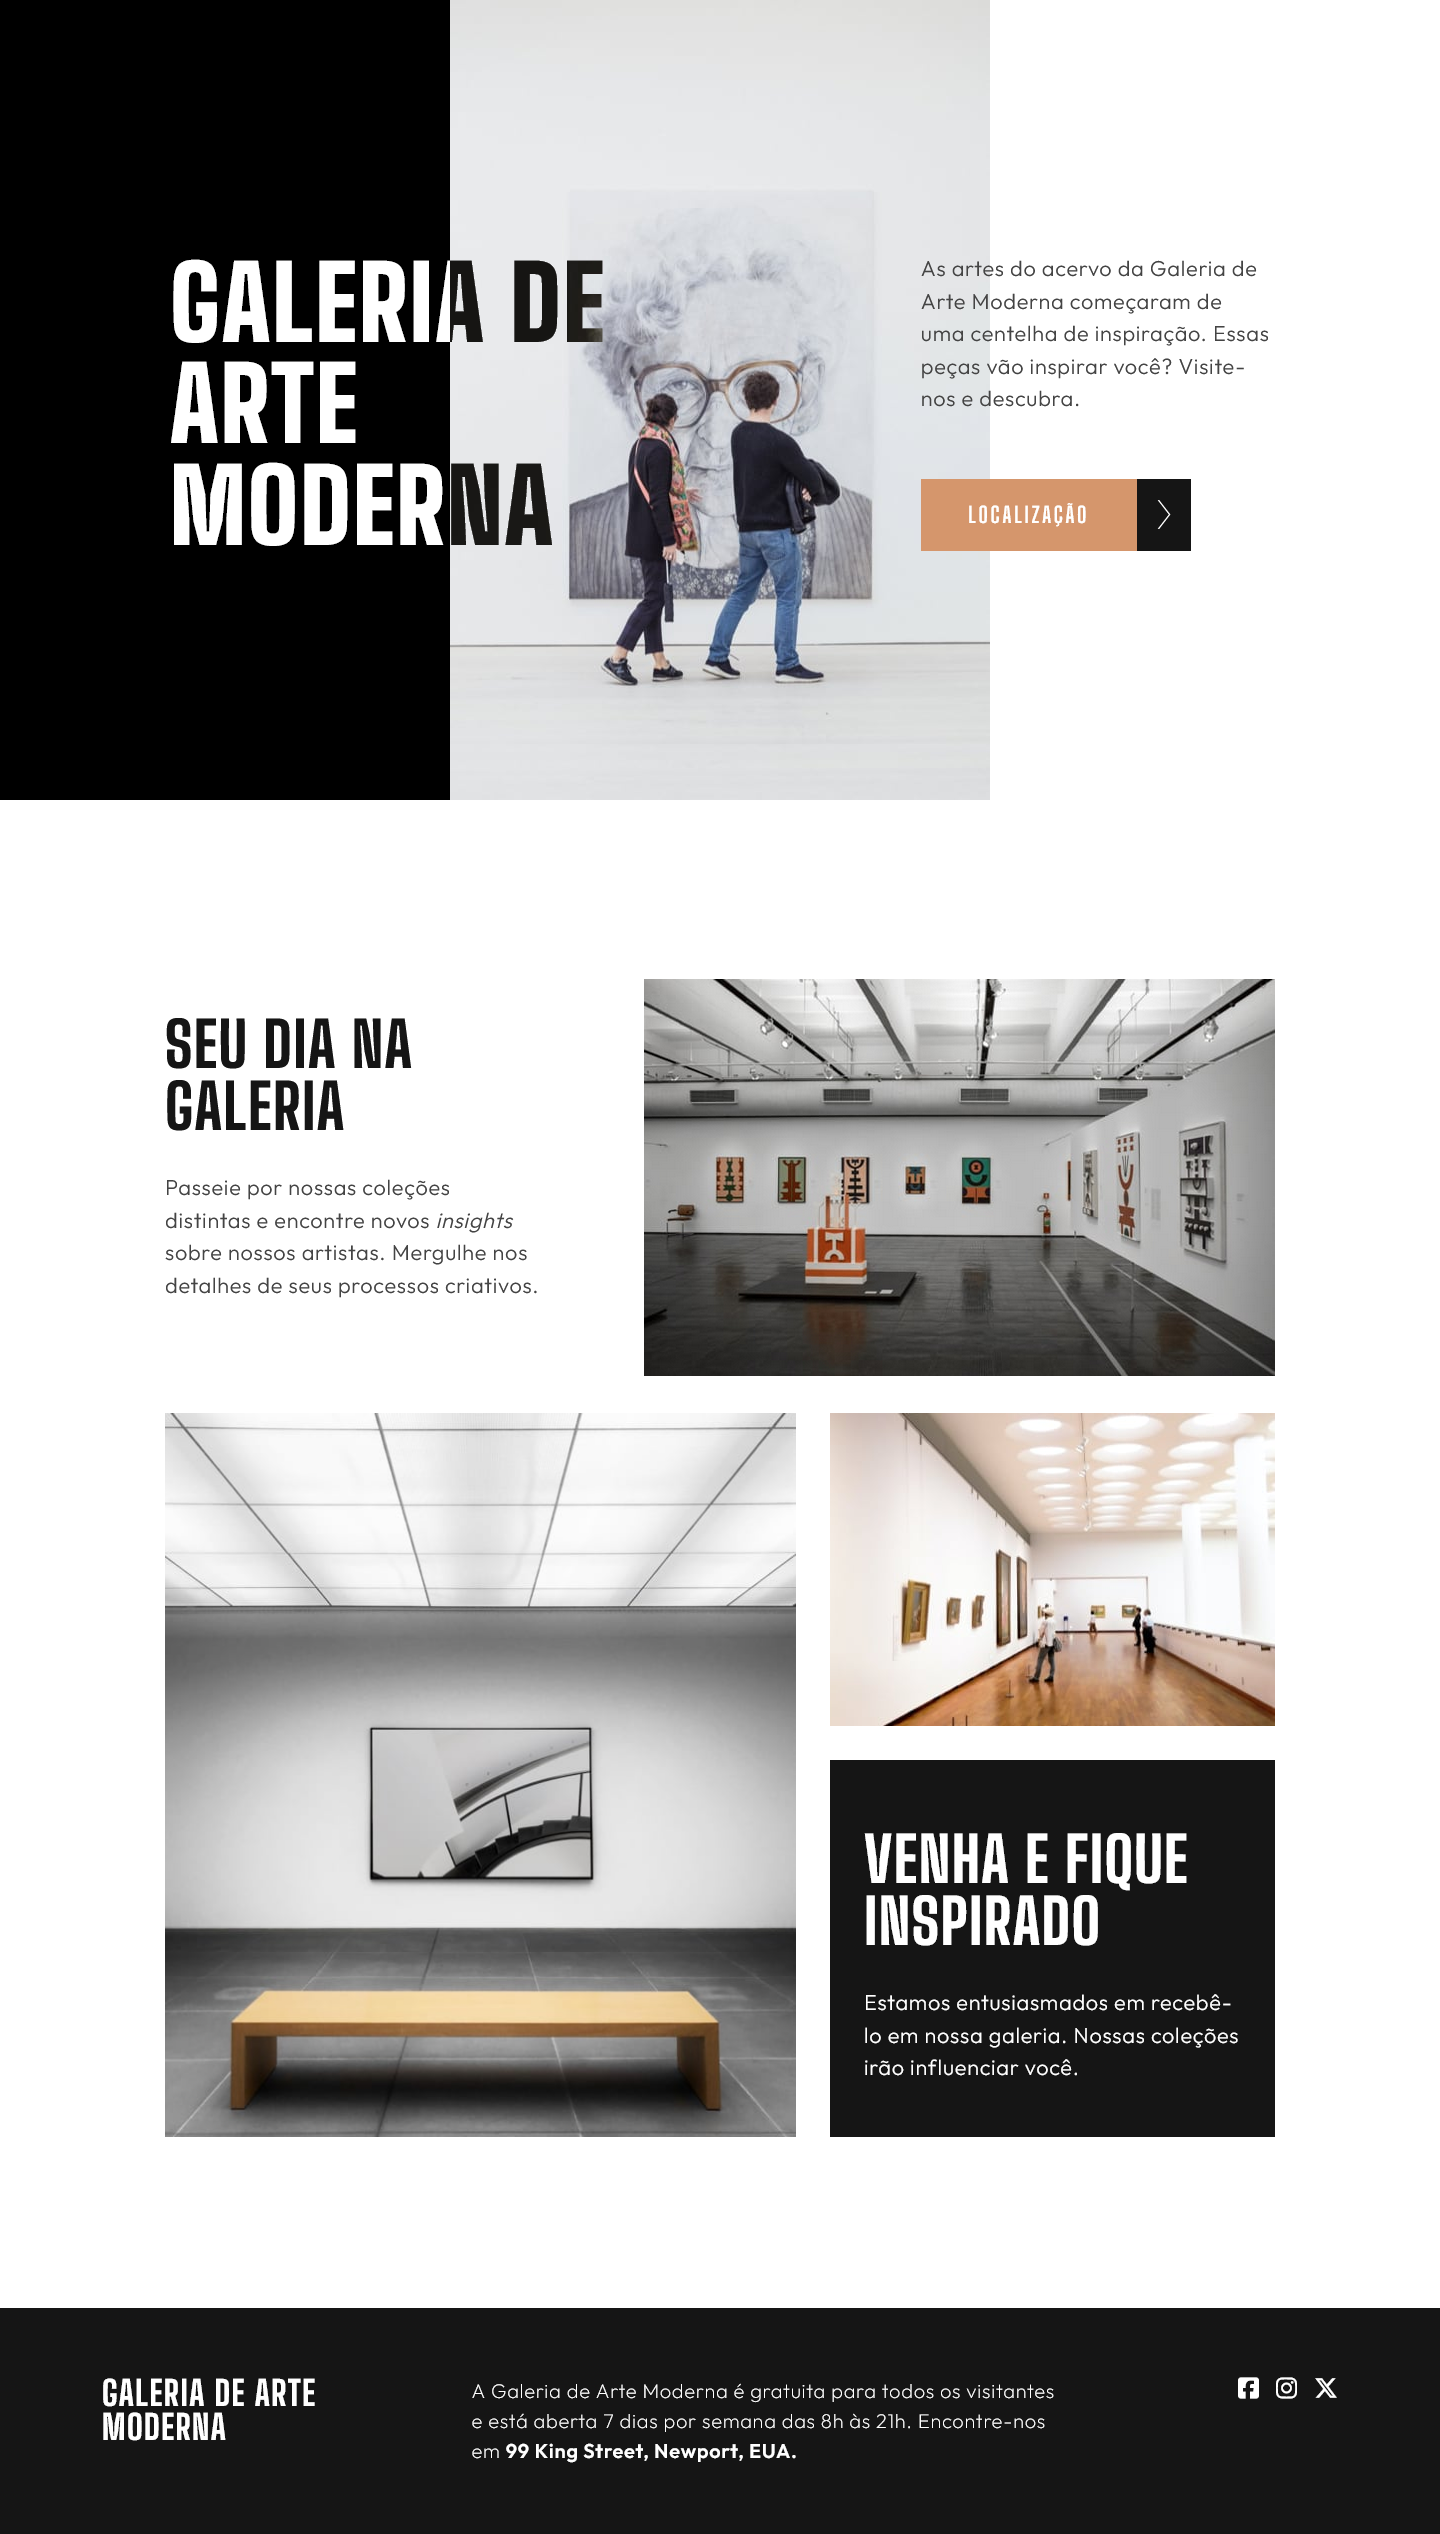 GALERIA DE
ARTE
MODERNA
As artes do acervo da Galeria de
Arte Moderna começaram de
uma centelha de inspiração. Essas
peças vão inspirar você? Visite-
nos e descubra.
LOCALIZAÇÃO
SEU DIA NA
GALERIA
Passeie por nossas coleções
distintas e encontre novos insights
sobre nossos artistas. Mergulhe nos
detalhes de seus processos criativos.
VENHA E FIQUE
INSPIRADO
Estamos entusiasmados em recebê-
lo em nossa galeria. Nossas coleções
irão influenciar você.
GALERIA DE ARTE
MODERNA
A Galeria de Arte Moderna é gratuita para todos os visitantes
e está aberta 7 dias por semana das 8h às 21h. Encontre-nos
em 99 King Street, Newport, EUA.